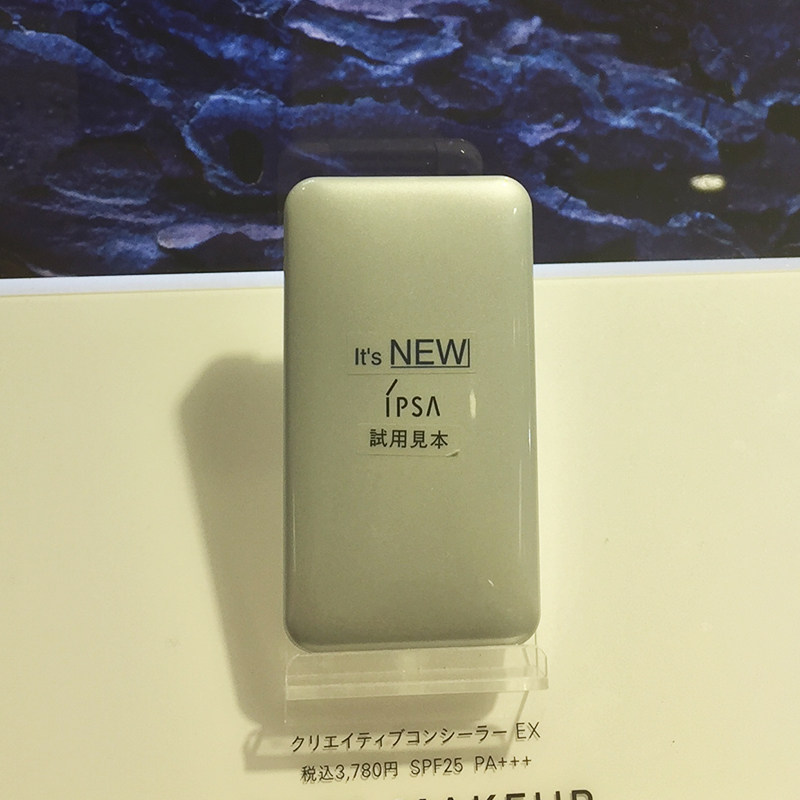 It's NEW
IPSA
試用見本
クリエイティブコンシーラー EX
税込3,780円 SPF25 PA+++
MAKEUP